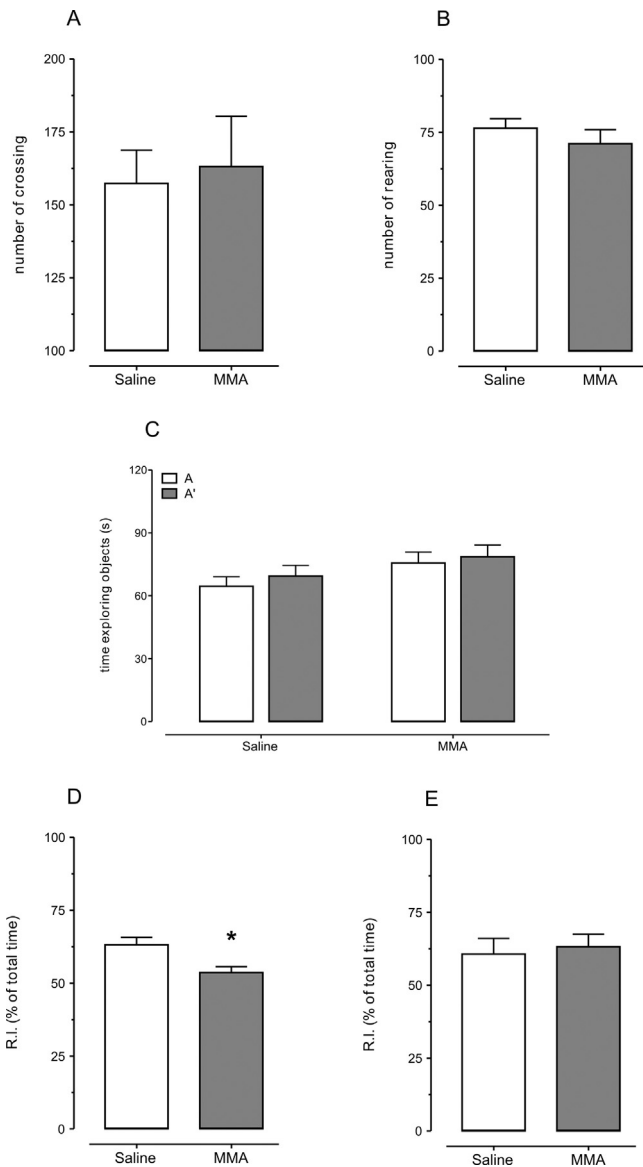 A
200
175
150
125
100
number of crossing
Saline
MMA
B
100
75
50
25
0
number of rearing
Saline
MMA
C
120
90
60
30
0
time exploring objects (s)
A
A'
Saline
MMA
D
100
75
50
25
0
R.I. (% of total time)
*
Saline
MMA
E
100
75
50
25
0
R.I. (% of total time)
Saline
MMA